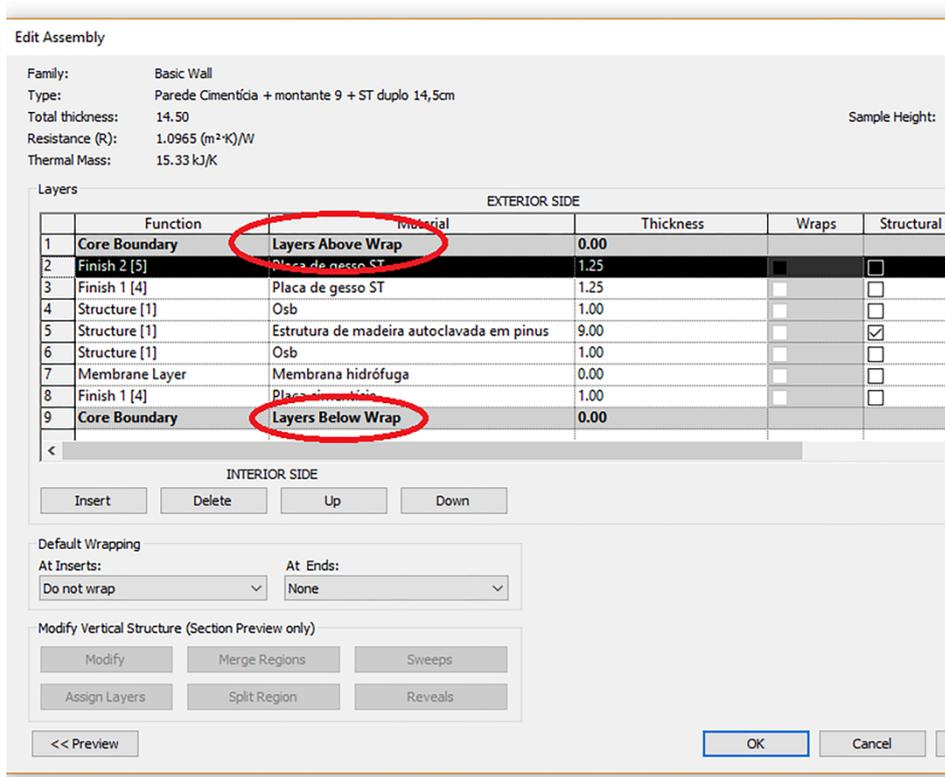 Edit Assembly
Family: Basic Wall
Type: Parede Cimentícia + montante 9 + ST duplo 14,5cm
Total thickness: 14.50 Sample Height:
Resistance (R): 1.0965 (m²·K)/W
Thermal Mass: 15.33 kJ/K
Layers
EXTERIOR SIDE
Function Material Thickness Wraps Structural
1 Core Boundary Layers Above Wrap 0.00
2 Finish 2 [5] Placa de gesso ST 1.25
3 Finish 1 [4] Placa de gesso ST 1.25
4 Structure [1] Osb 1.00
5 Structure [1] Estrutura de madeira autoclavada em pinus 9.00
6 Structure [1] Osb 1.00
7 Membrane Layer Membrana hidrófuga 0.00
8 Finish 1 [4] Placa cimentício 1.00
9 Core Boundary Layers Below Wrap 0.00
INTERIOR SIDE
Insert Delete Up Down
Default Wrapping
At Inserts: At Ends:
Do not wrap None
Modify Vertical Structure (Section Preview only)
Modify Merge Regions Sweeps
Assign Layers Split Region Reveals
<< Preview OK Cancel